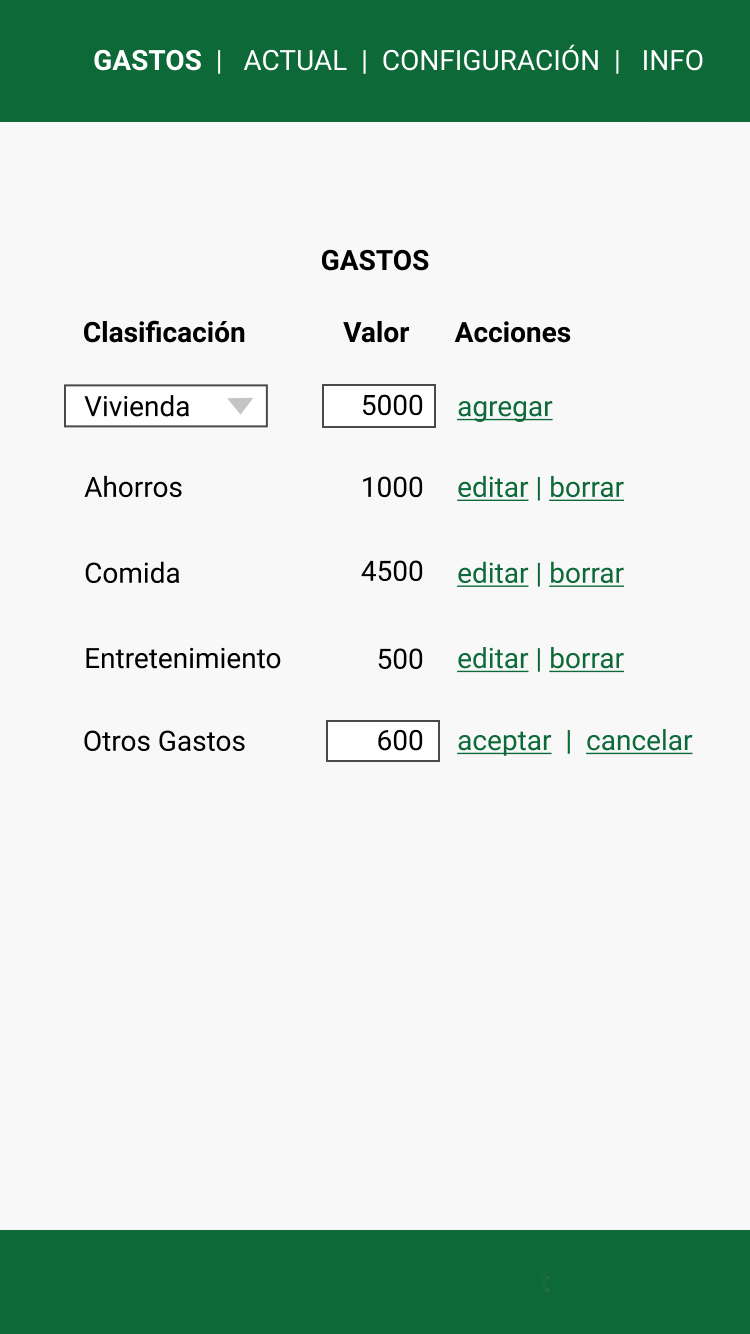 GASTOS | ACTUAL | CONFIGURACIÓN | INFO
GASTOS
Clasificación Valor Acciones
Vivienda 5000 agregar
Ahorros 1000 editar | borrar
Comida 4500 editar | borrar
Entretenimiento 500 editar | borrar
Otros Gastos 600 aceptar | cancelar